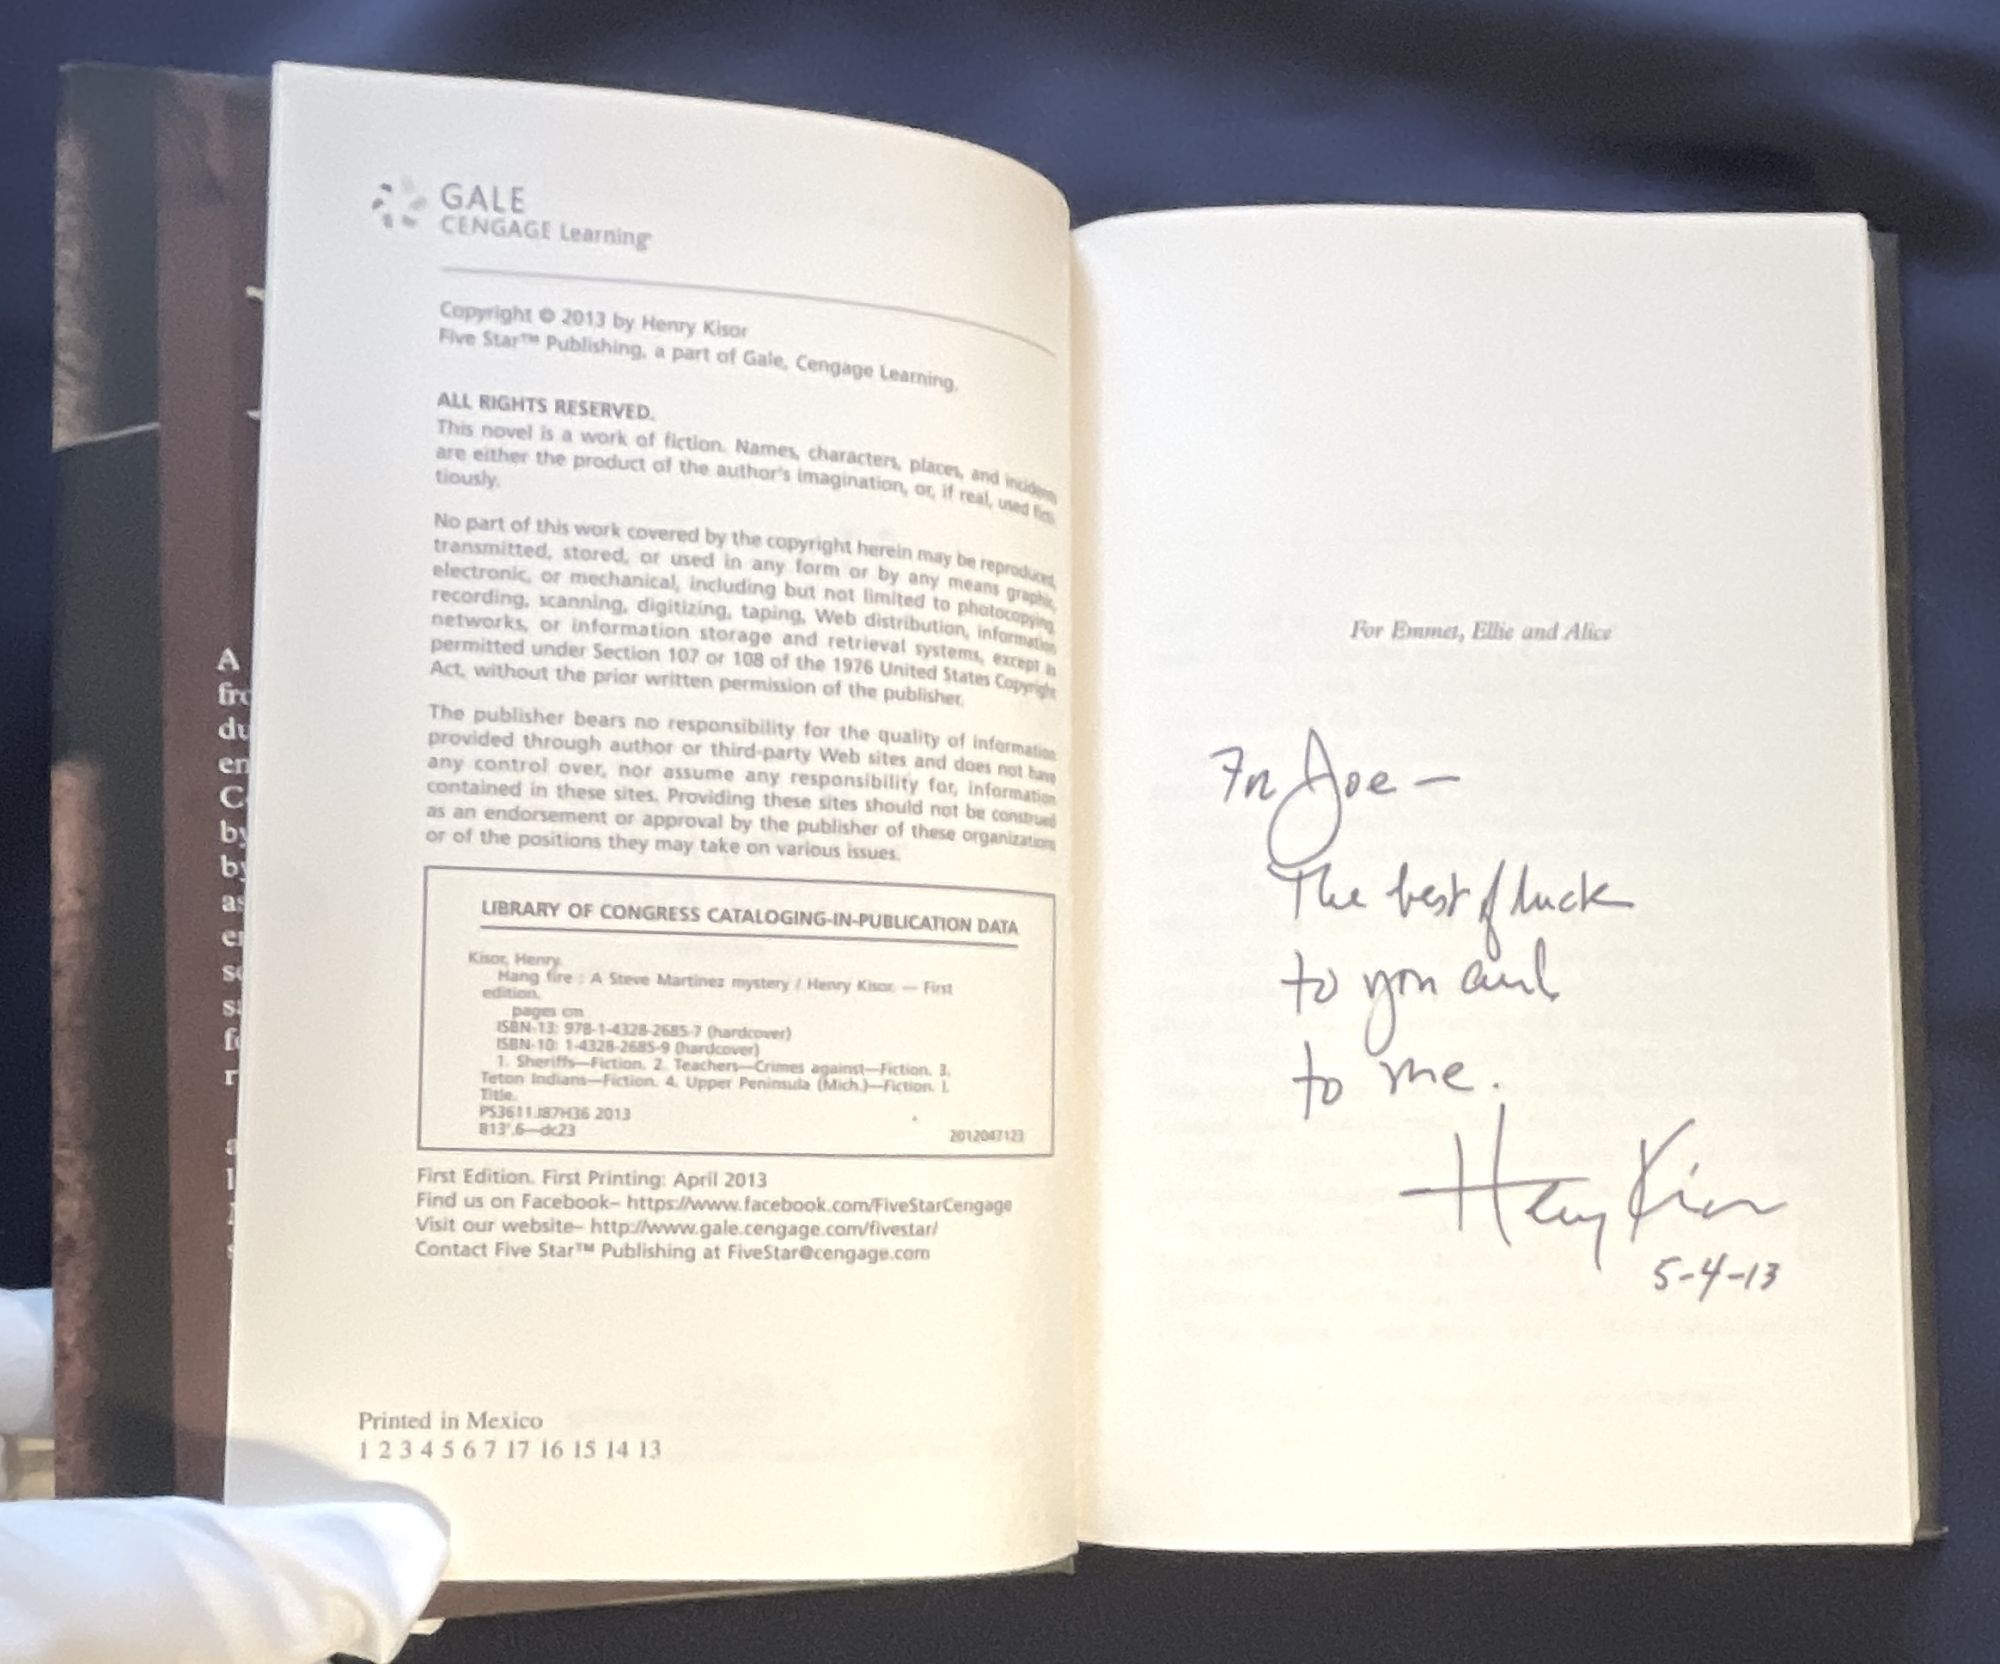 GALE
CENGAGE Learning
Copyright © 2013 by Henry Kisor
Five Star™ Publishing, a part of Gale, Cengage Learning.
ALL RIGHTS RESERVED.
This novel is a work of fiction. Names, characters, places, and incidents
are either the product of the author's imagination, or, if real, used ficti-
tiously.
No part of this work covered by the copyright herein may be reproduced,
transmitted, stored, or used in any form or by any means graphic,
electronic, or mechanical, including but not limited to photocopying,
recording, scanning, digitizing, taping, Web distribution, information
networks, or information storage and retrieval systems, except as
permitted under Section 107 or 108 of the 1976 United States Copyright
Act, without the prior written permission of the publisher.
The publisher bears no responsibility for the quality of information
provided through author or third-party Web sites and does not have
any control over, nor assume any responsibility for, information
contained in these sites. Providing these sites should not be construed
as an endorsement or approval by the publisher of these organizations
or of the positions they may take on various issues.
LIBRARY OF CONGRESS CATALOGING-IN-PUBLICATION DATA
Kisor, Henry.
Hang fire : A Steve Martinez mystery / Henry Kisor. — First
edition.
pages cm
ISBN-13: 978-1-4328-2685-7 (hardcover)
ISBN-10: 1-4328-2685-9 (hardcover)
1. Sheriffs—Fiction. 2. Teachers—Crimes against—Fiction. 3.
Teton Indians—Fiction. 4. Upper Peninsula (Mich.)—Fiction. I.
Title.
PS3611.I87H36 2013
813'.6—dc23
2012047123
First Edition. First Printing: April 2013
Find us on Facebook– https://www.facebook.com/FiveStarCengage
Visit our website– http://www.gale.cengage.com/fivestar/
Contact Five Star™ Publishing at FiveStar@cengage.com
Printed in Mexico
1 2 3 4 5 6 7 17 16 15 14 13
For Emmet, Ellie and Alice
For Joe —
The best of luck
to you and
to me.
Henry Kisor
5-4-13